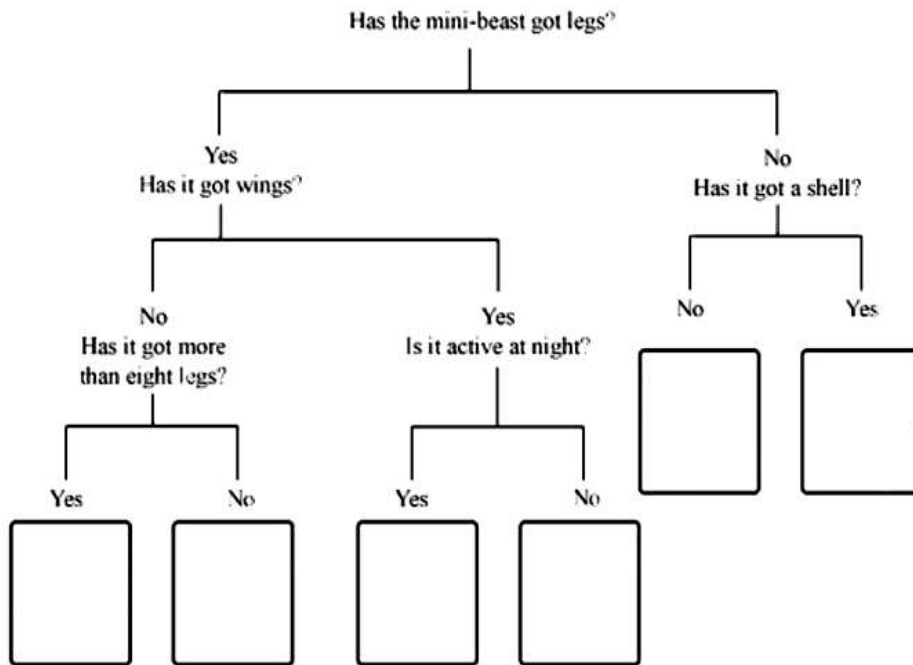 Has the mini-beast got legs?
Yes
Has it got wings?
No
Has it got a shell?
No
Has it got more
than eight legs?
Yes
Is it active at night?
No
Yes
Yes
No
Yes
No